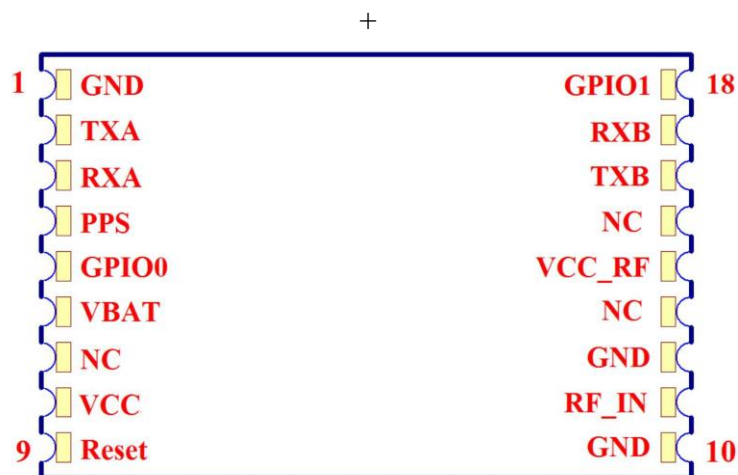 1 GND GPIO1 18
TXA RXB
RXA TXB
PPS NC
GPIO0 VCC_RF
VBAT NC
NC GND
VCC RF_IN
9 Reset GND 10